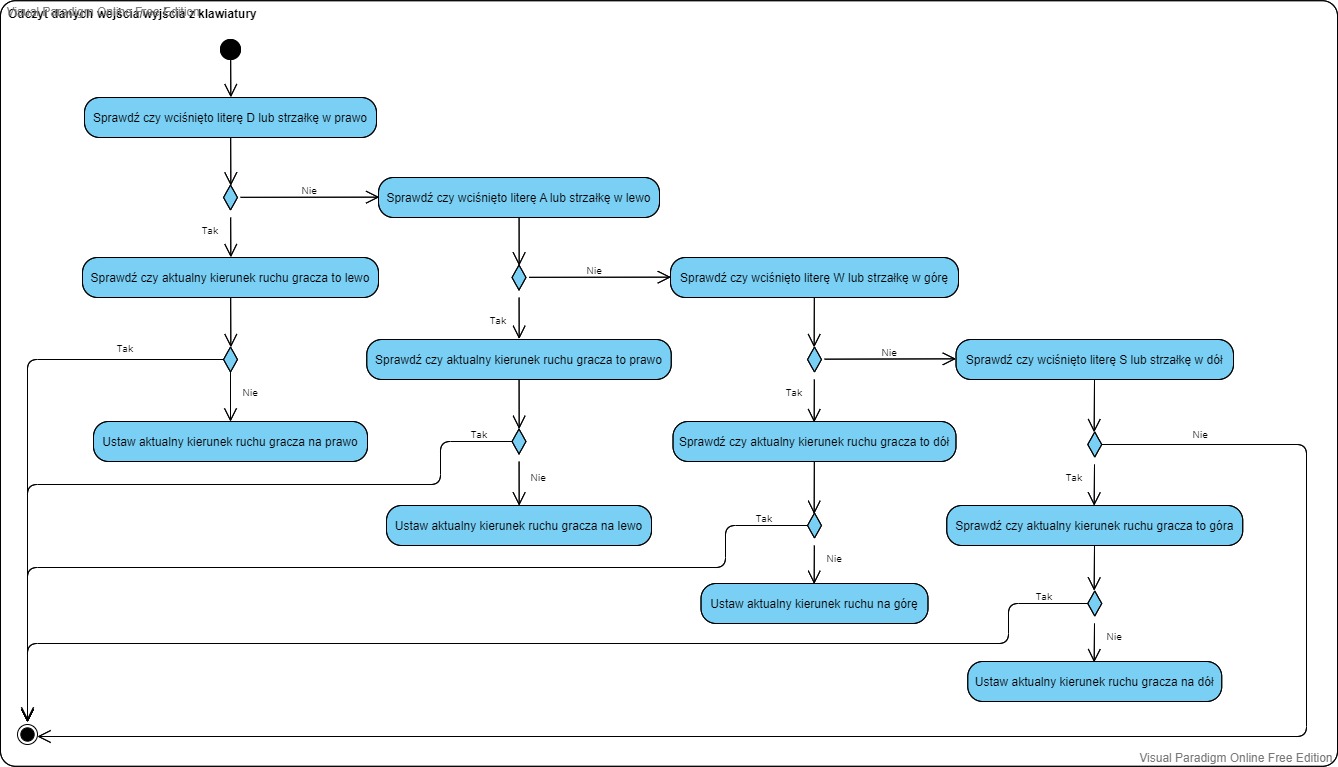 Visual Paradigm Online Free Edition
Odczyt danych wejścia/wyjścia z klawiatury
Sprawdź czy wciśnięto literę D lub strzałkę w prawo
Nie
Sprawdź czy wciśnięto literę A lub strzałkę w lewo
Tak
Sprawdź czy aktualny kierunek ruchu gracza to lewo
Nie
Sprawdź czy wciśnięto literę W lub strzałkę w górę
Tak
Tak
Sprawdź czy aktualny kierunek ruchu gracza to prawo
Nie
Sprawdź czy wciśnięto literę S lub strzałkę w dół
Nie
Tak
Ustaw aktualny kierunek ruchu gracza na prawo
Tak
Sprawdź czy aktualny kierunek ruchu gracza to dół
Nie
Nie
Tak
Ustaw aktualny kierunek ruchu gracza na lewo
Tak
Sprawdź czy aktualny kierunek ruchu gracza to góra
Nie
Ustaw aktualny kierunek ruchu na górę
Tak
Nie
Ustaw aktualny kierunek ruchu gracza na dół
Visual Paradigm Online Free Edition